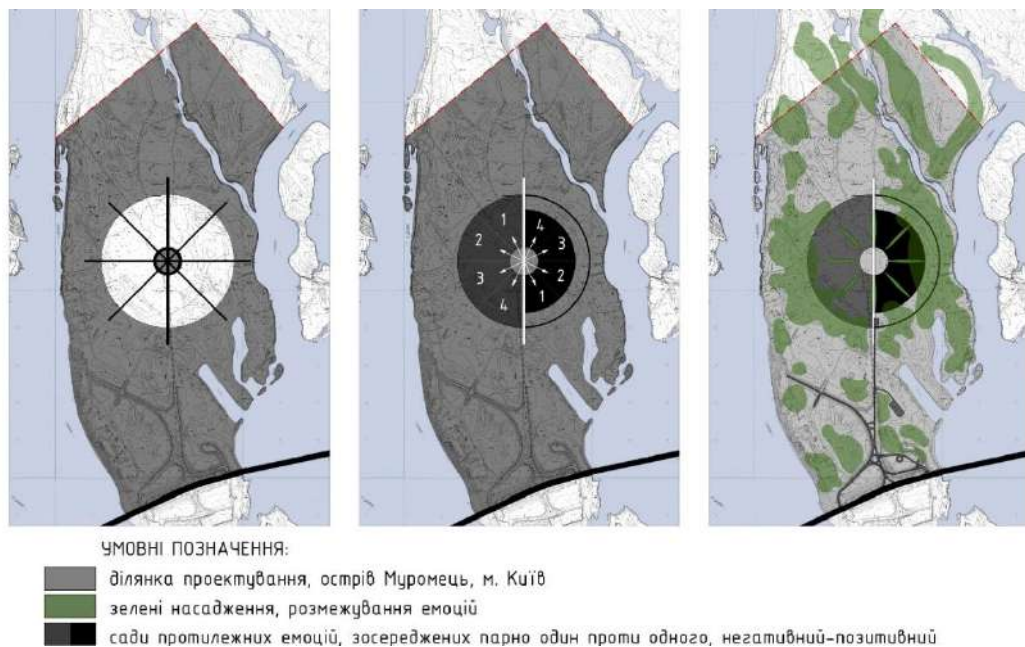 1
4
2
3
3
2
4
1
УМОВНІ ПОЗНАЧЕННЯ:
ділянка проектування, острів Муромець, м. Київ
зелені насадження, розмежування емоцій
сади протилежних емоцій, зосереджених парно один проти одного, негативний-позитивний